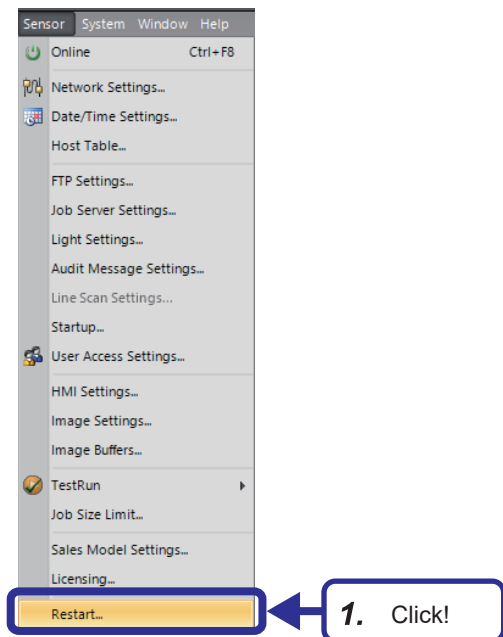 Sensor System Window Help
Online Ctrl+F8
Network Settings...
Date/Time Settings...
Host Table...
FTP Settings...
Job Server Settings...
Light Settings...
Audit Message Settings...
Line Scan Settings...
Startup...
User Access Settings...
HMI Settings...
Image Settings...
Image Buffers...
TestRun
Job Size Limit...
Sales Model Settings...
Licensing...
Restart...
1. Click!